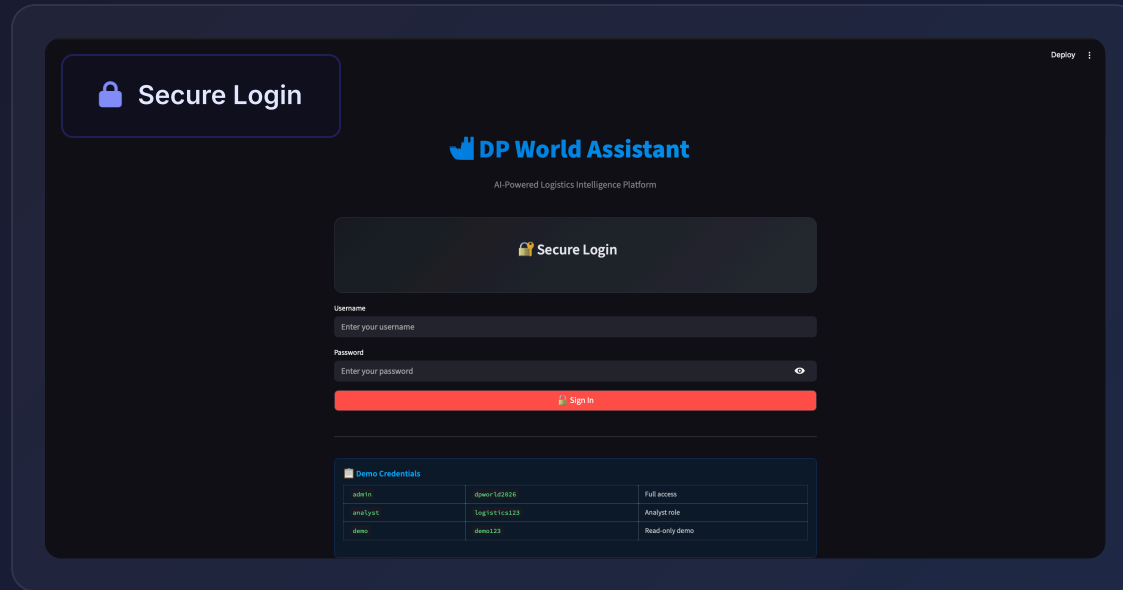 Deploy
Secure Login
DP World Assistant
AI-Powered Logistics Intelligence Platform
Secure Login
Username
Enter your username
Password
Enter your password
Sign In
Demo Credentials
admin dpworld2026 Full access
analyst logistics123 Analyst role
demo demo123 Read-only demo